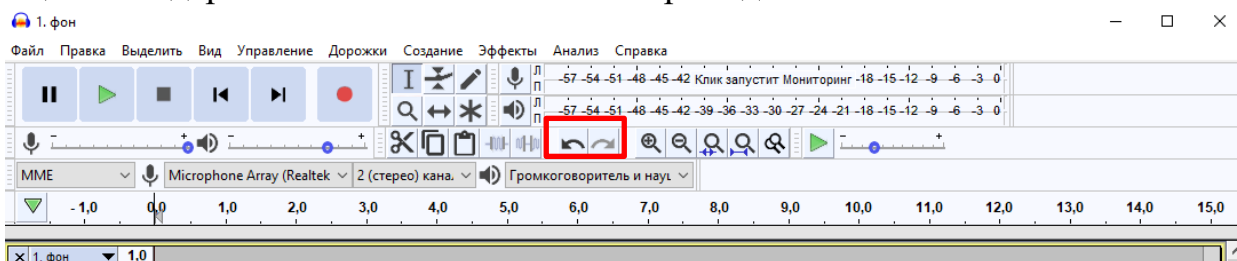 1. фон
Файл Правка Выделить Вид Управление Дорожки Создание Эффекты Анализ Справка
Л -57 -54 -51 -48 -45 -42 Клик запустит Мониторинг -18 -15 -12 -9 -6 -3 0
П
Л -57 -54 -51 -48 -45 -42 -39 -36 -33 -30 -27 -24 -21 -18 -15 -12 -9 -6 -3 0
П
MME Microphone Array (Realtek 2 (стерео) кана. Громкоговоритель и науц
-1,0 0,0 1,0 2,0 3,0 4,0 5,0 6,0 7,0 8,0 9,0 10,0 11,0 12,0 13,0 14,0 15,0
1. фон 1,0